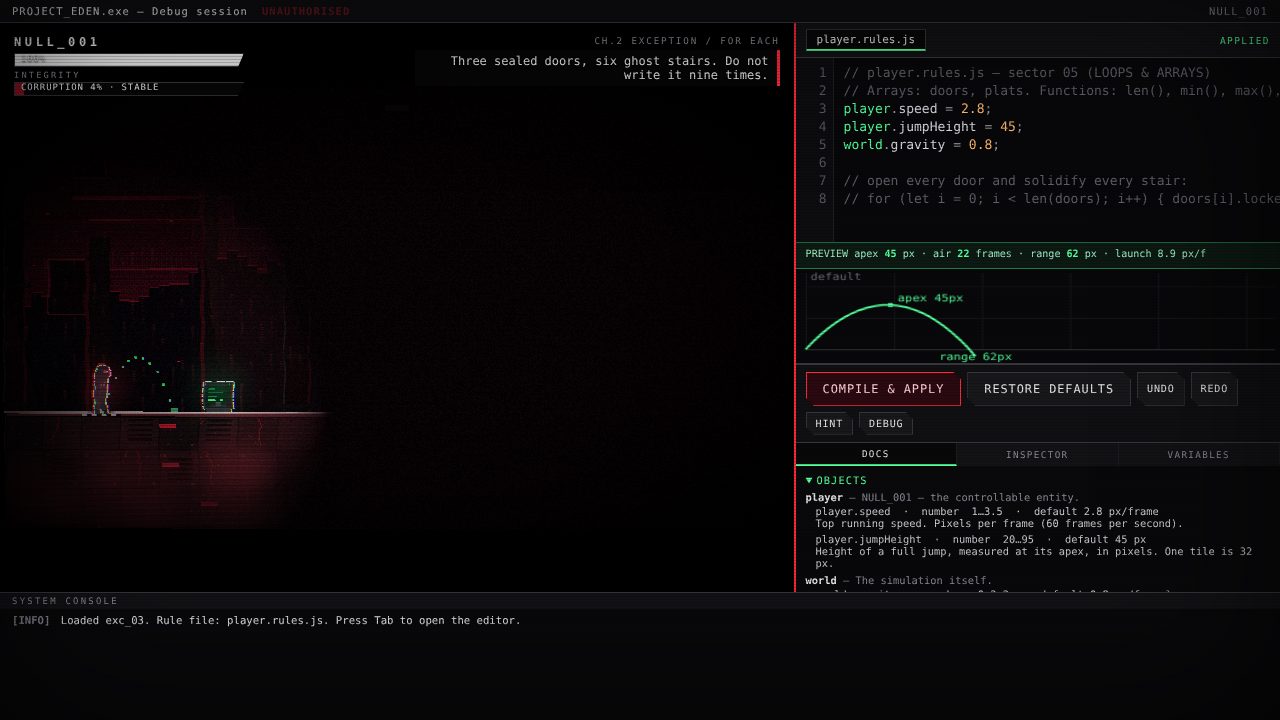 PROJECT_EDEN.exe — Debug session UNAUTHORISED
NULL_001
NULL_001
100%
INTEGRITY
CORRUPTION 4% · STABLE
CH.2 EXCEPTION / FOR EACH
Three sealed doors, six ghost stairs. Do not
write it nine times.
player.rules.js
APPLIED
1 // player.rules.js — sector 05 (LOOPS & ARRAYS)
2 // Arrays: doors, plats. Functions: len(), min(), max(),
3 player.speed = 2.8;
4 player.jumpHeight = 45;
5 world.gravity = 0.8;
6
7 // open every door and solidify every stair:
8 // for (let i = 0; i < len(doors); i++) { doors[i].locke
PREVIEW apex 45 px · air 22 frames · range 62 px · launch 8.9 px/f
default
apex 45px
range 62px
COMPILE & APPLY
RESTORE DEFAULTS
UNDO
REDO
HINT
DEBUG
DOCS
INSPECTOR
VARIABLES
▼ OBJECTS
player — NULL_001 — the controllable entity.
player.speed · number 1…3.5 · default 2.8 px/frame
Top running speed. Pixels per frame (60 frames per second).
player.jumpHeight · number 20…95 · default 45 px
Height of a full jump, measured at its apex, in pixels. One tile is 32
px.
world — The simulation itself.
SYSTEM CONSOLE
[INFO] Loaded exc_03. Rule file: player.rules.js. Press Tab to open the editor.